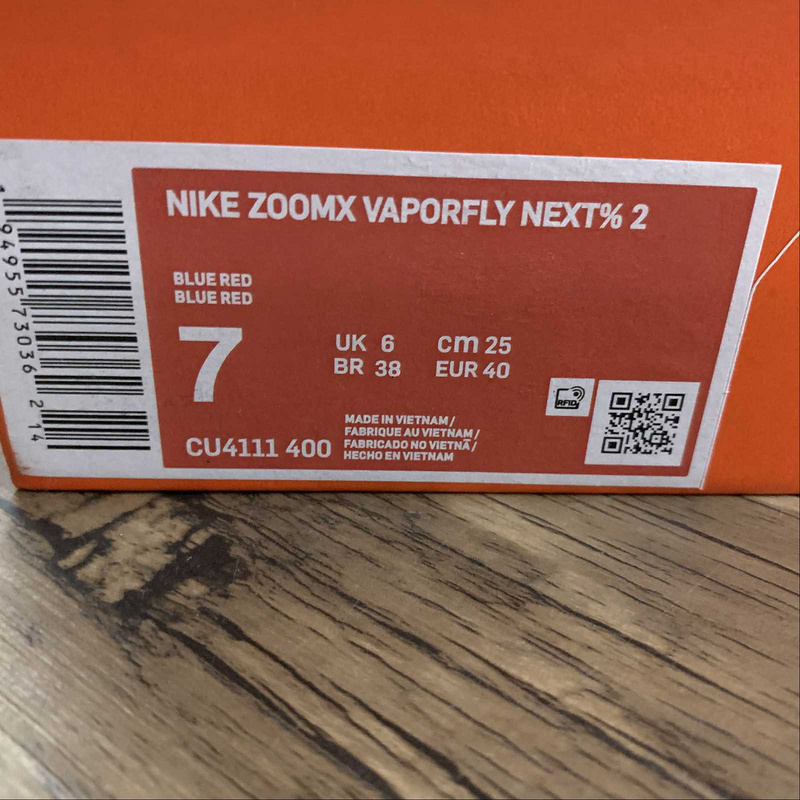 NIKE ZOOMX VAPORFLY NEXT% 2
BLUE RED
BLUE RED
7
UK 6 cm 25
BR 38 EUR 40
CU4111 400
MADE IN VIETNAM /
FABRIQUE AU VIETNAM /
FABRICADO NO VIETNÃ /
HECHO EN VIETNAM
RFID
1 94955 73036 2 14